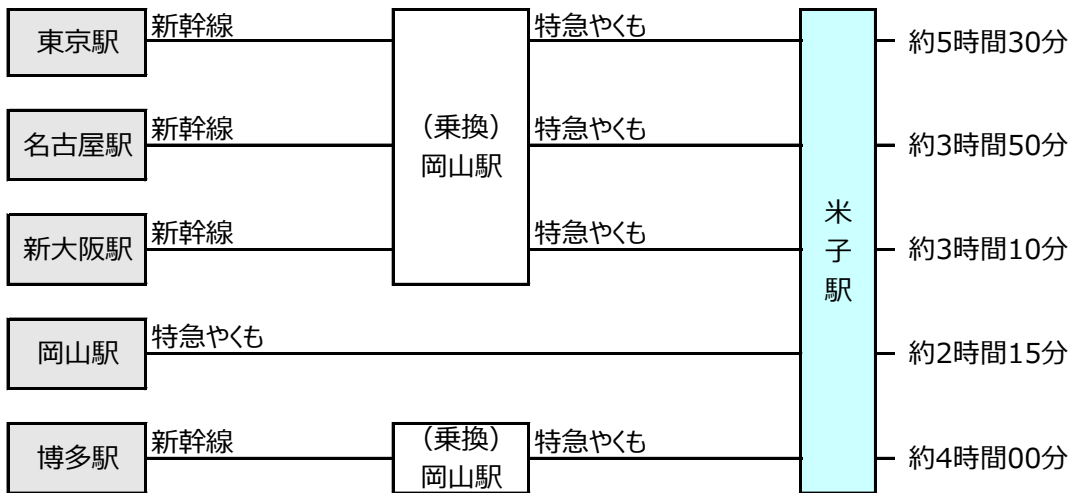 東京駅
新幹線
特急やくも
約5時間30分
名古屋駅
新幹線
(乗換)
岡山駅
特急やくも
約3時間50分
新大阪駅
新幹線
特急やくも
米子駅
約3時間10分
岡山駅
特急やくも
約2時間15分
博多駅
新幹線
(乗換)
岡山駅
特急やくも
約4時間00分